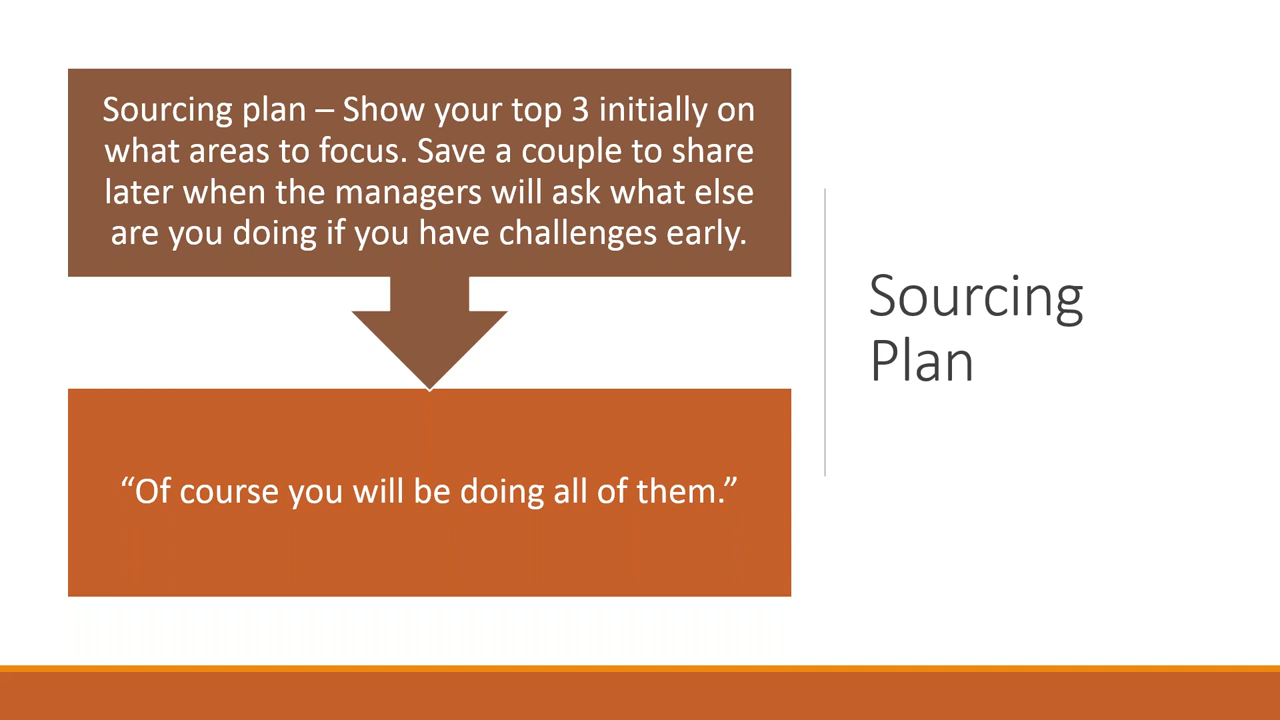 Sourcing plan – Show your top 3 initially on
what areas to focus. Save a couple to share
later when the managers will ask what else
are you doing if you have challenges early.
“Of course you will be doing all of them.”
Sourcing
Plan